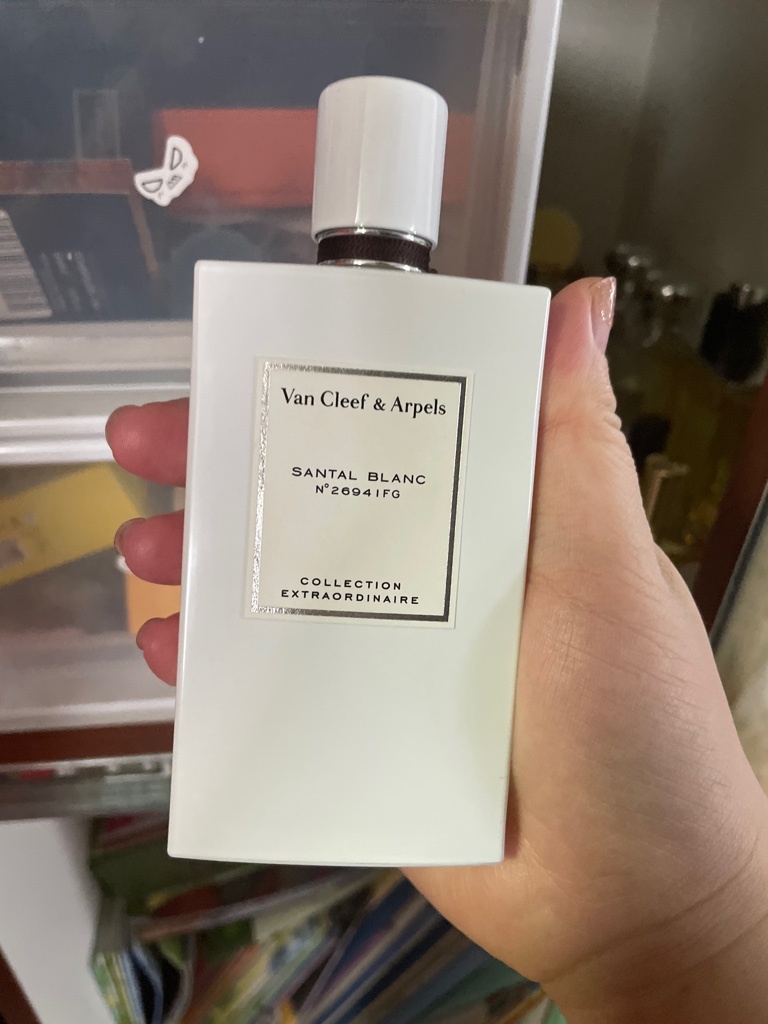 Van Cleef & Arpels
SANTAL BLANC
N°26941FG
COLLECTION
EXTRAORDINAIRE